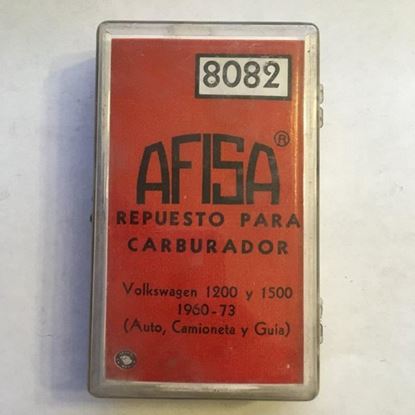 8082
AFISA®
REPUESTO PARA
CARBURADOR
Volkswagen 1200 y 1500
1960-73
(Auto, Camioneta y Guia)